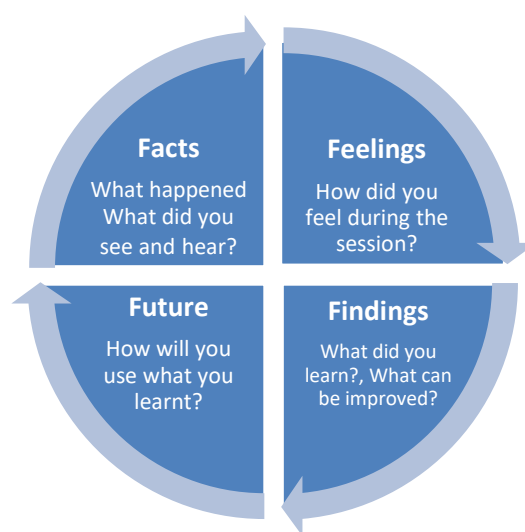 Facts
What happened
What did you
see and hear?
Feelings
How did you
feel during the
session?
Future
How will you
use what you
learnt?
Findings
What did you
learn?, What can
be improved?